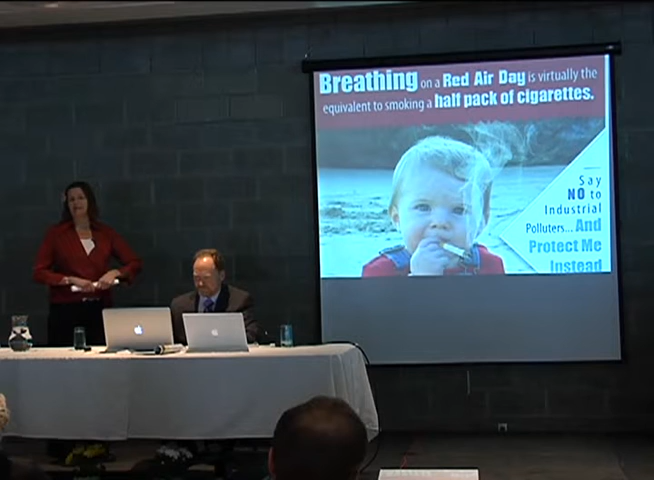 Breathing on a Red Air Day is virtually the
equivalent to smoking a half pack of cigarettes.
Say
NO to
Industrial
Polluters... And
Protect Me
Instead